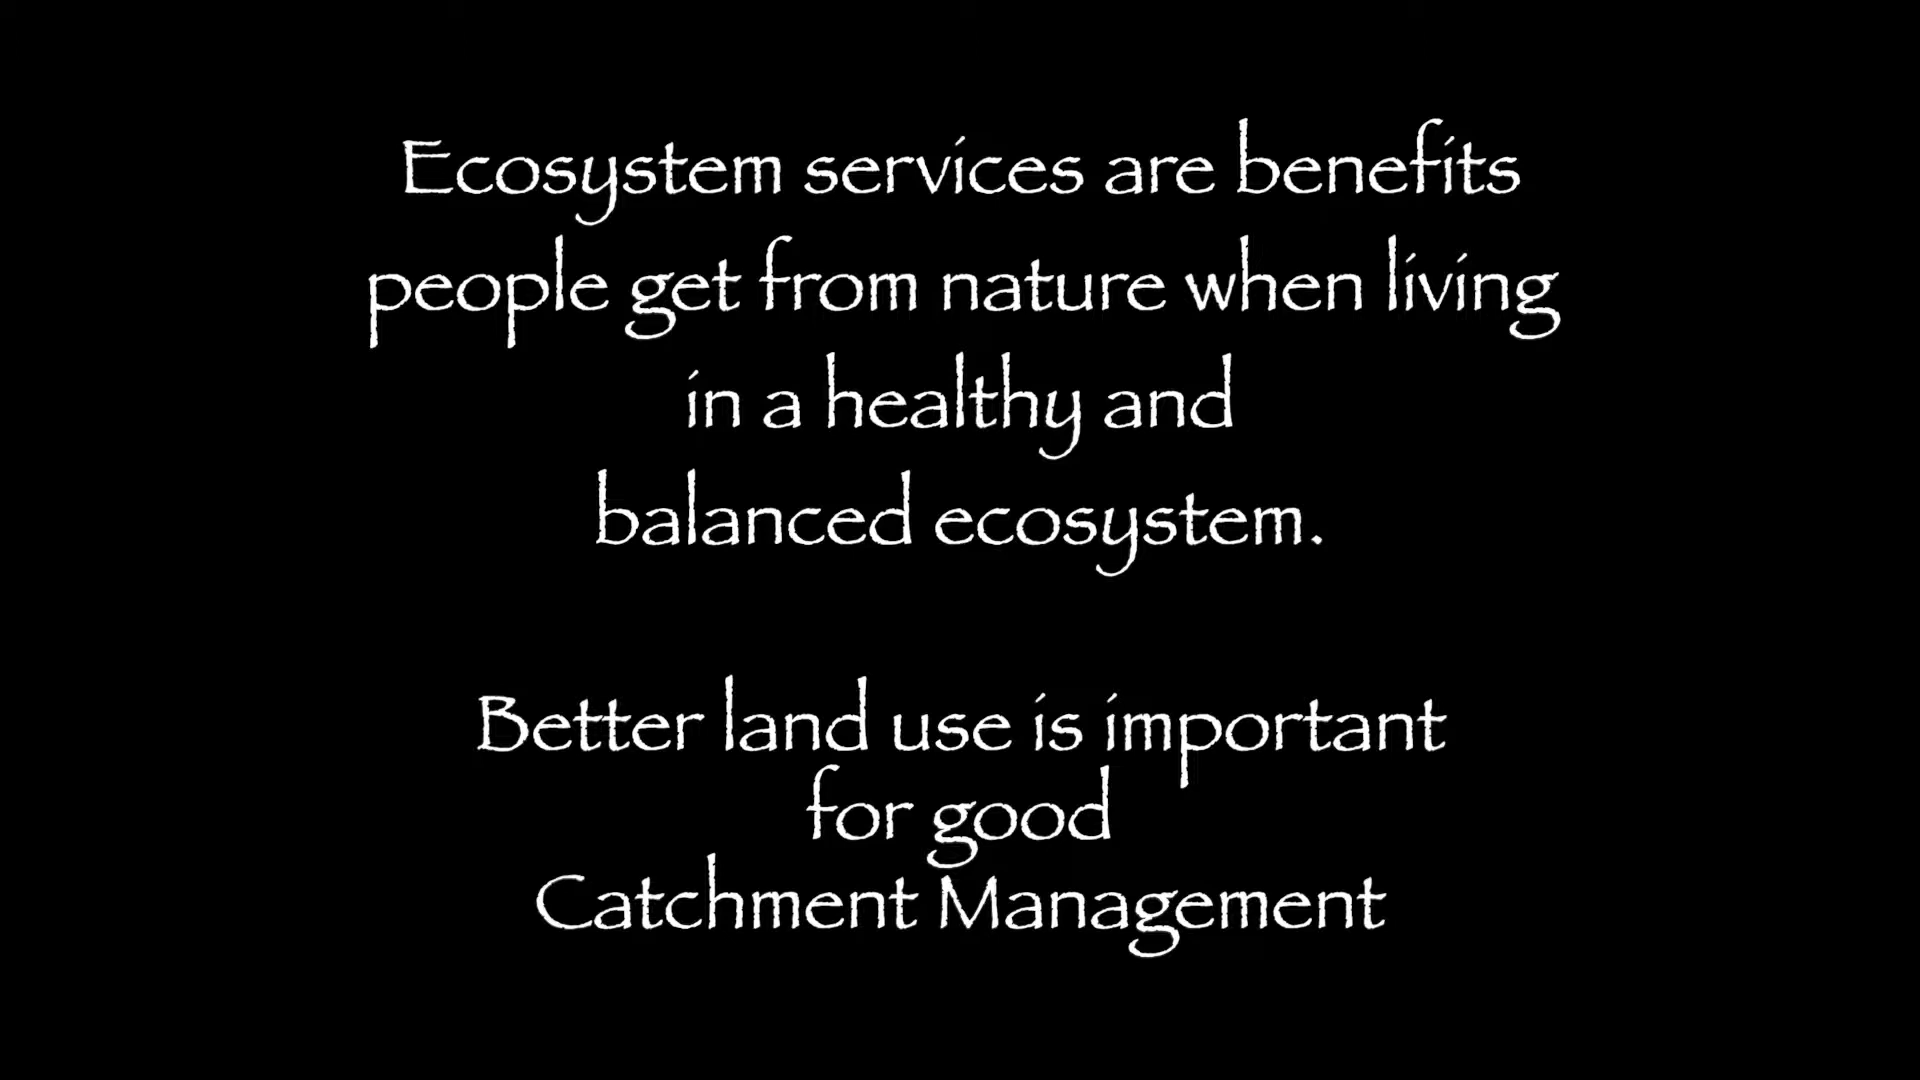 Ecosystem services are benefits
people get from nature when living
in a healthy and
balanced ecosystem.
Better land use is important
for good
Catchment Management